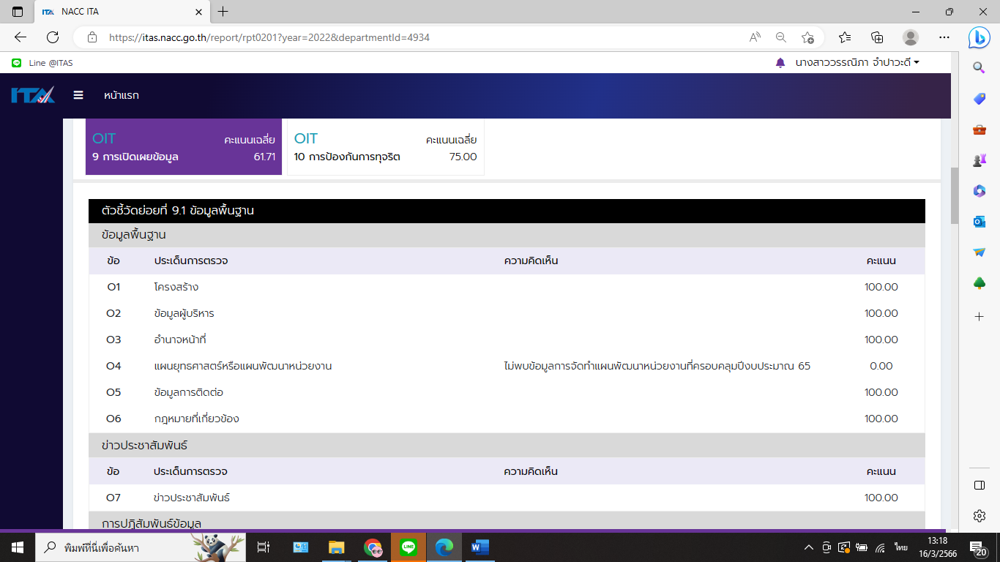 NACC ITA
https://itas.nacc.go.th/report/rpt0201?year=2022&departmentId=4934
Line @ITAS
นางสาววรรณิภา จำปาวะดี
ITA
หน้าแรก
OIT คะแนนเฉลี่ย
9 การเปิดเผยข้อมูล 61.71
OIT คะแนนเฉลี่ย
10 การป้องกันการทุจริต 75.00
ตัวชี้วัดย่อยที่ 9.1 ข้อมูลพื้นฐาน
ข้อมูลพื้นฐาน
ข้อ ประเด็นการตรวจ ความคิดเห็น คะแนน
O1 โครงสร้าง 100.00
O2 ข้อมูลผู้บริหาร 100.00
O3 อำนาจหน้าที่ 100.00
O4 แผนยุทธศาสตร์หรือแผนพัฒนาหน่วยงาน ไม่พบข้อมูลการจัดทำแผนพัฒนาหน่วยงานที่ครอบคลุมปีงบประมาณ 65 0.00
O5 ข้อมูลการติดต่อ 100.00
O6 กฎหมายที่เกี่ยวข้อง 100.00
ข่าวประชาสัมพันธ์
ข้อ ประเด็นการตรวจ ความคิดเห็น คะแนน
O7 ข่าวประชาสัมพันธ์ 100.00
การปฏิสัมพันธ์ข้อมูล
พิมพ์ที่นี่เพื่อค้นหา
LINE
ไทย
13:18
16/3/2566
20